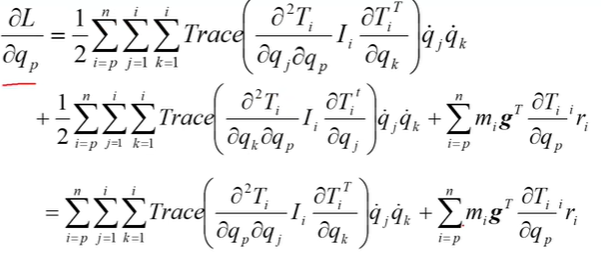 ∂L/∂q_p = 1/2 ∑_{i=p}^{n} ∑_{j=1}^{i} ∑_{k=1}^{i} Trace(∂²T_i/∂q_j∂q_p I_i ∂T_i^T/∂q_k) q̇_j q̇_k
+ 1/2 ∑_{i=p}^{n} ∑_{j=1}^{i} ∑_{k=1}^{i} Trace(∂²T_i/∂q_k∂q_p I_i ∂T_i^t/∂q_j) q̇_j q̇_k + ∑_{i=p}^{n} m_i g^T ∂T_i/∂q_p ^i r_i
= ∑_{i=p}^{n} ∑_{j=1}^{i} ∑_{k=1}^{i} Trace(∂²T_i/∂q_p∂q_j I_i ∂T_i^T/∂q_k) q̇_j q̇_k + ∑_{i=p}^{n} m_i g^T ∂T_i/∂q_p ^i r_i